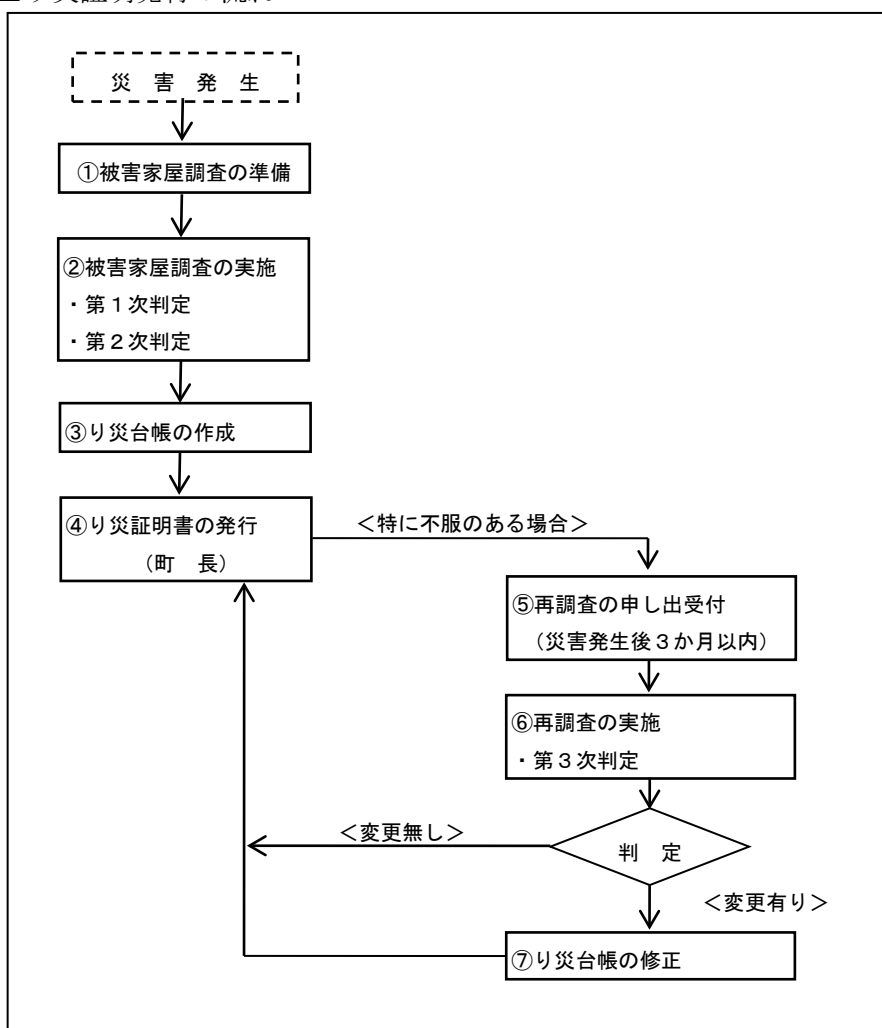 災 害 発 生
①被害家屋調査の準備
②被害家屋調査の実施
・第１次判定
・第２次判定
③り災台帳の作成
④り災証明書の発行
（町 長）
＜特に不服のある場合＞
⑤再調査の申し出受付
（災害発生後３か月以内）
⑥再調査の実施
・第３次判定
判 定
＜変更無し＞
＜変更有り＞
⑦り災台帳の修正